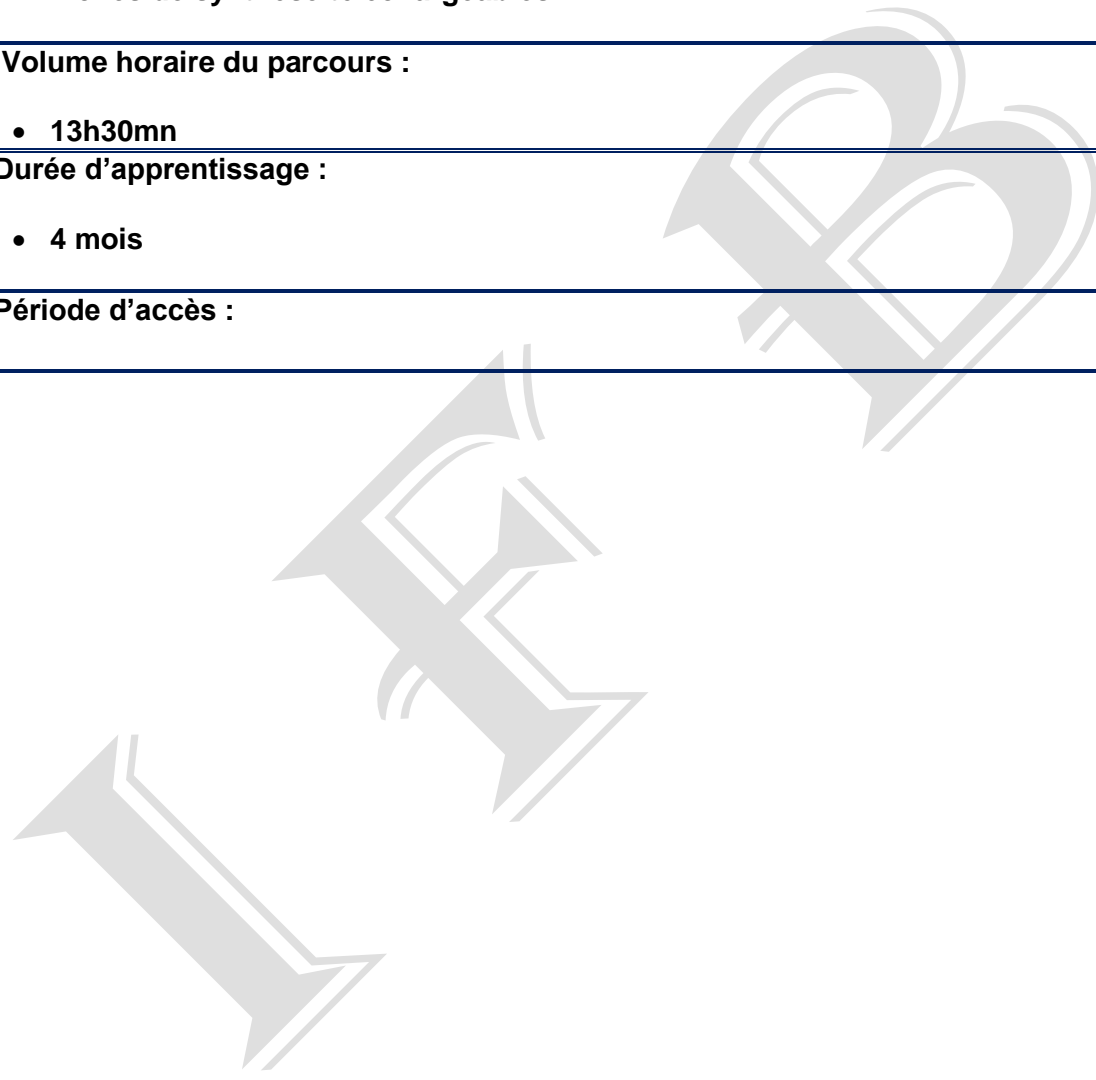 Volume horaire du parcours :
• 13h30mn
Durée d'apprentissage :
• 4 mois
Période d'accès :
I F B